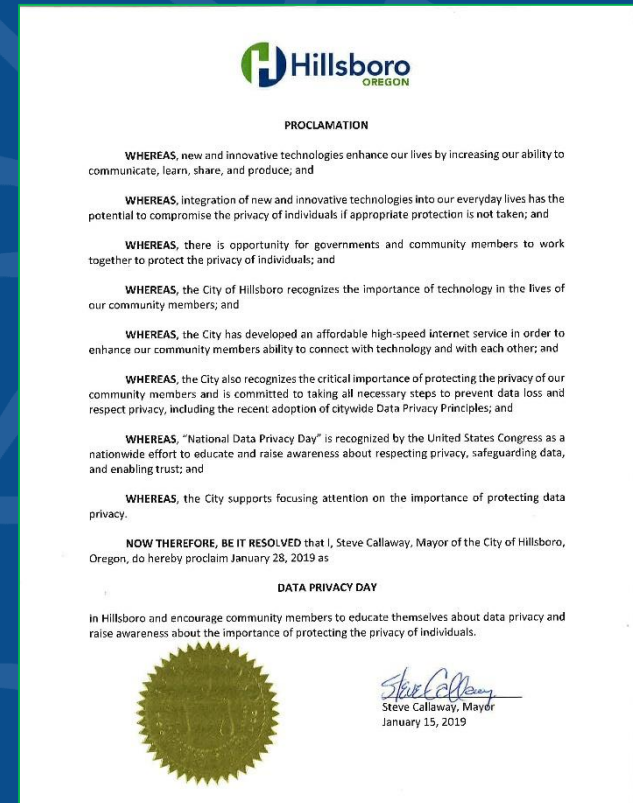 Hillsboro
OREGON
PROCLAMATION
WHEREAS, new and innovative technologies enhance our lives by increasing our ability to
communicate, learn, share, and produce; and
WHEREAS, integration of new and innovative technologies into our everyday lives has the
potential to compromise the privacy of individuals if appropriate protection is not taken; and
WHEREAS, there is opportunity for governments and community members to work
together to protect the privacy of individuals; and
WHEREAS, the City of Hillsboro recognizes the importance of technology in the lives of
our community members; and
WHEREAS, the City has developed an affordable high-speed internet service in order to
enhance our community members ability to connect with technology and with each other; and
WHEREAS, the City also recognizes the critical importance of protecting the privacy of our
community members and is committed to taking all necessary steps to prevent data loss and
respect privacy, including the recent adoption of citywide Data Privacy Principles; and
WHEREAS, “National Data Privacy Day” is recognized by the United States Congress as a
nationwide effort to educate and raise awareness about respecting privacy, safeguarding data,
and enabling trust; and
WHEREAS, the City supports focusing attention on the importance of protecting data
privacy.
NOW THEREFORE, BE IT RESOLVED that I, Steve Callaway, Mayor of the City of Hillsboro,
Oregon, do hereby proclaim January 28, 2019 as
DATA PRIVACY DAY
in Hillsboro and encourage community members to educate themselves about data privacy and
raise awareness about the importance of protecting the privacy of individuals.
Steve Callaway
Steve Callaway, Mayor
January 15, 2019